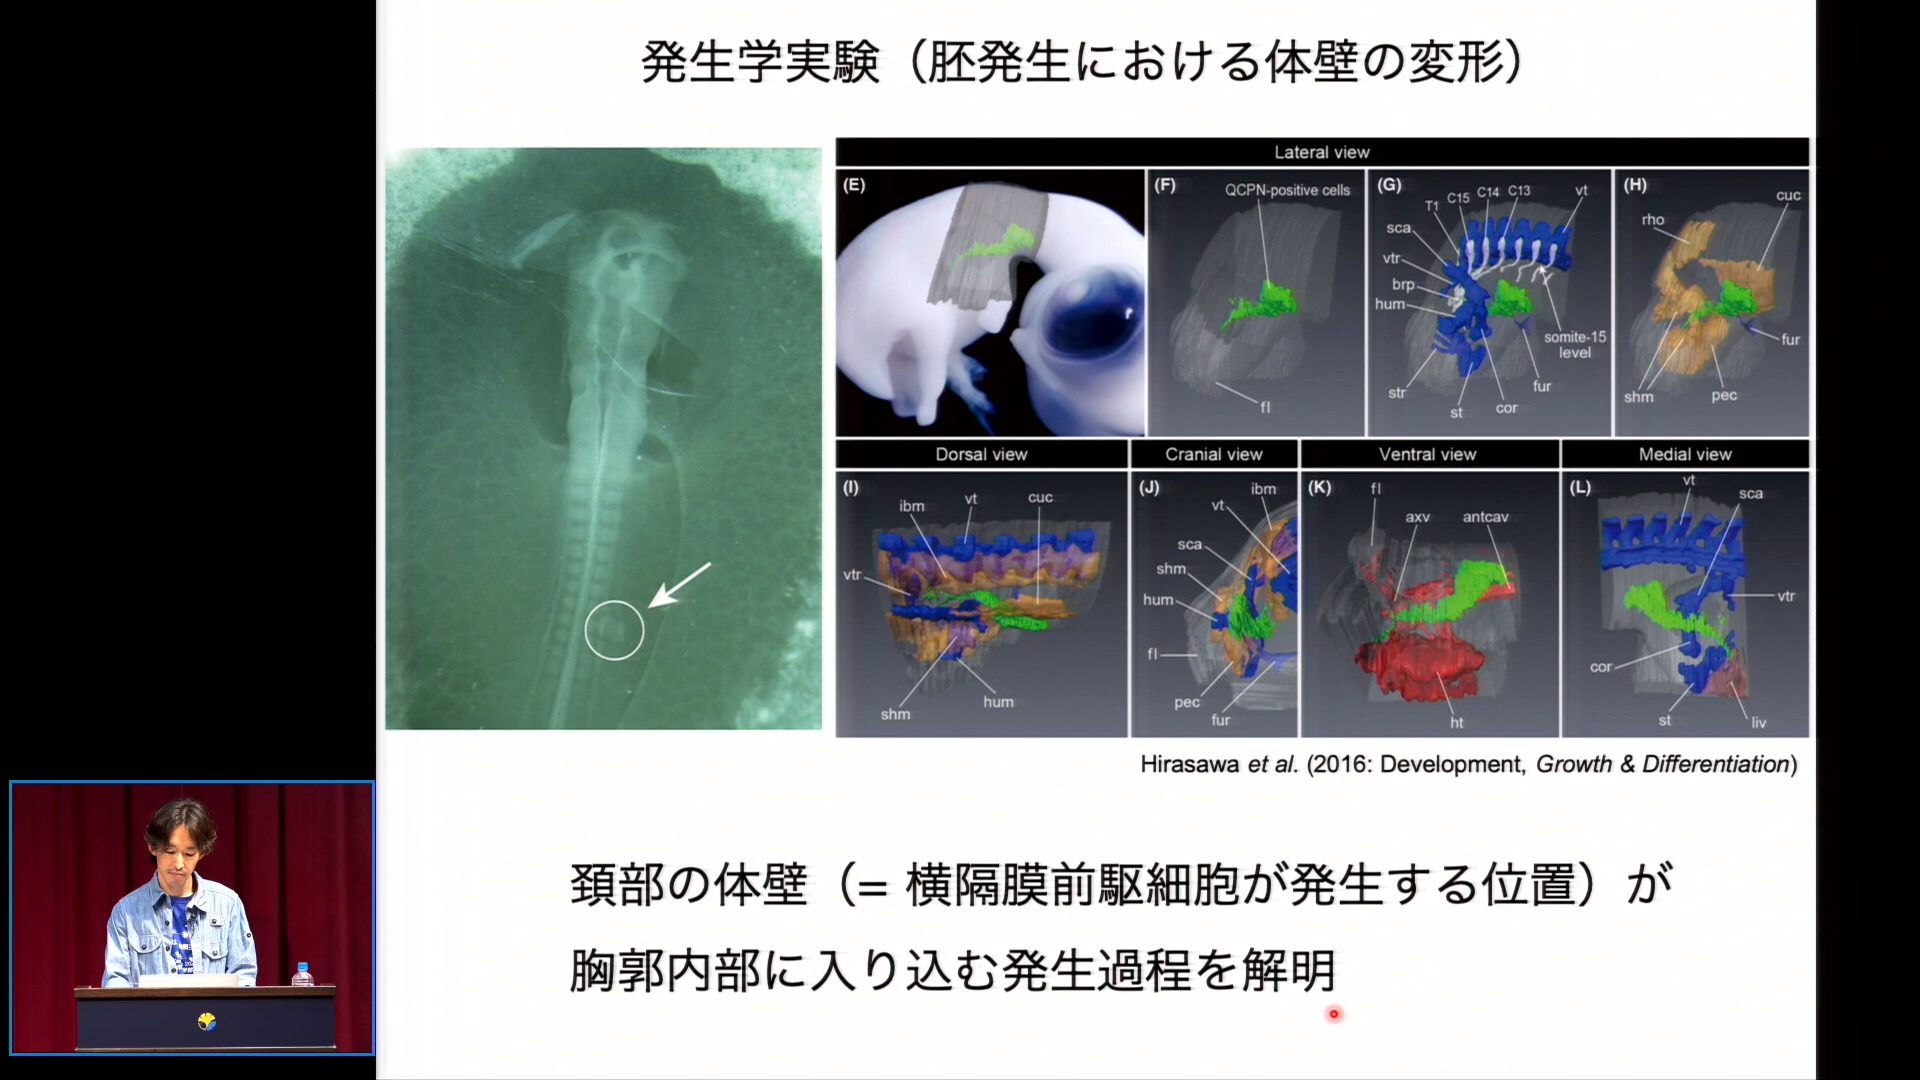 発生学実験（胚発生における体壁の変形）
Lateral view
(E)
(F)
QCPN-positive cells
fl
(G)
T1
C15
C14
C13
vt
sca
vtr
brp
hum
somite-15
level
str
st
cor
fur
(H)
rho
cuc
fur
shm
pec
Dorsal view
Cranial view
Ventral view
Medial view
(I)
ibm
vt
cuc
vtr
shm
hum
(J)
ibm
vt
sca
shm
hum
fl
pec
fur
(K)
fl
axv
antcav
ht
(L)
vt
sca
vtr
cor
st
liv
Hirasawa et al. (2016: Development, Growth & Differentiation)
頚部の体壁（= 横隔膜前駆細胞が発生する位置）が
胸郭内部に入り込む発生過程を解明